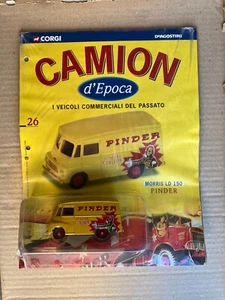 CORGI
DeAGOSTINI
CAMION
d'Epoca
I VEICOLI COMMERCIALI DEL PASSATO
26
PINDER
MORRIS LD 150
PINDER
PINDER